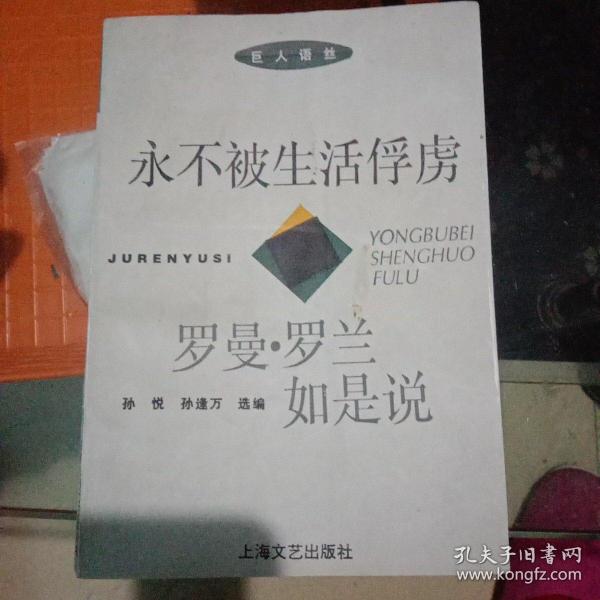 巨人语丝
永不被生活俘虏
JURENYUSI
YONGBUBEI
SHENGHUO
FULU
罗曼·罗兰
如是说
孙悦 孙逢万 选编
上海文艺出版社
孔夫子旧書网
www.kongfz.com